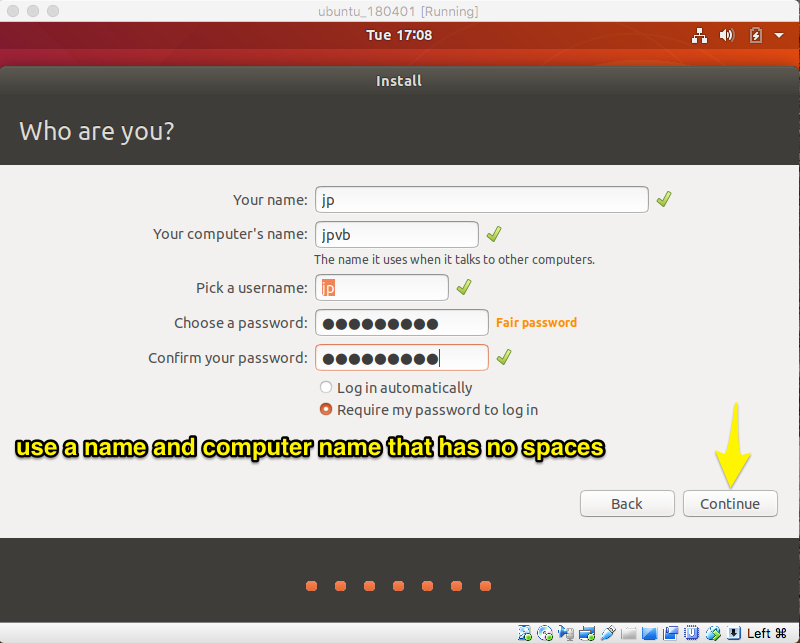 ubuntu_180401 [Running]
Tue 17:08
Install
Who are you?
Your name: jp
Your computer's name: jpvb
The name it uses when it talks to other computers.
Pick a username: jp
Choose a password: ●●●●●●●●● Fair password
Confirm your password: ●●●●●●●●●
Log in automatically
Require my password to log in
use a name and computer name that has no spaces
Back Continue
Left ⌘